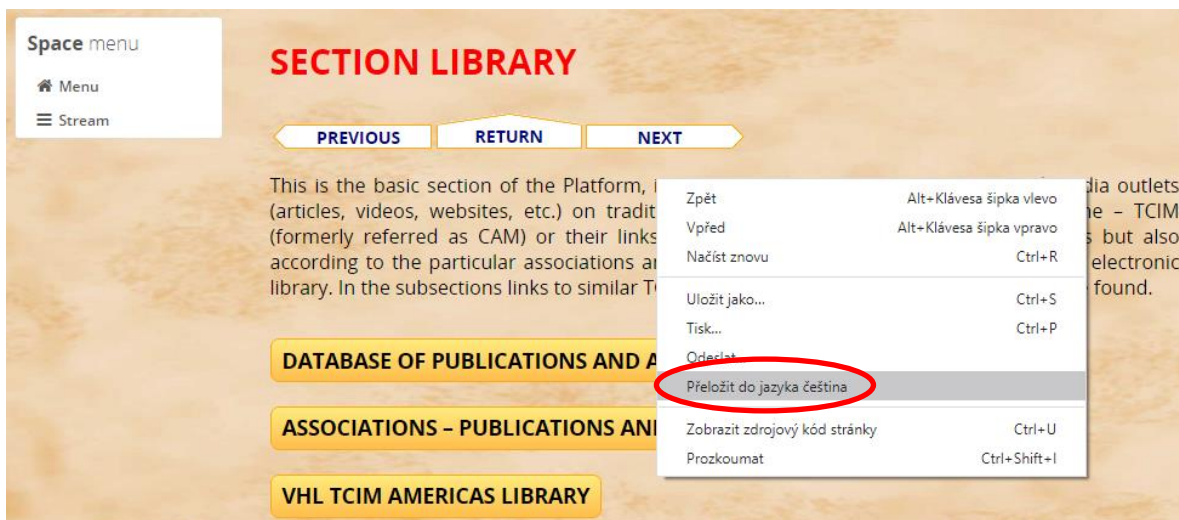 Space menu
Menu
Stream
SECTION LIBRARY
PREVIOUS
RETURN
NEXT
This is the basic section of the Platform, dia outlets
(articles, videos, websites, etc.) on TCIM
(formerly referred as CAM) or their links but also
according to the particular associations electronic
library. In the subsections links to similar found.
DATABASE OF PUBLICATIONS AND
ASSOCIATIONS – PUBLICATIONS
VHL TCIM AMERICAS LIBRARY
Zpět Alt+Klávesa šipka vlevo
Vpřed Alt+Klávesa šipka vpravo
Načíst znovu Ctrl+R
Uložit jako... Ctrl+S
Tisk... Ctrl+P
Odeslat
Přeložit do jazyka čeština
Zobrazit zdrojový kód stránky Ctrl+U
Prozkoumat Ctrl+Shift+I